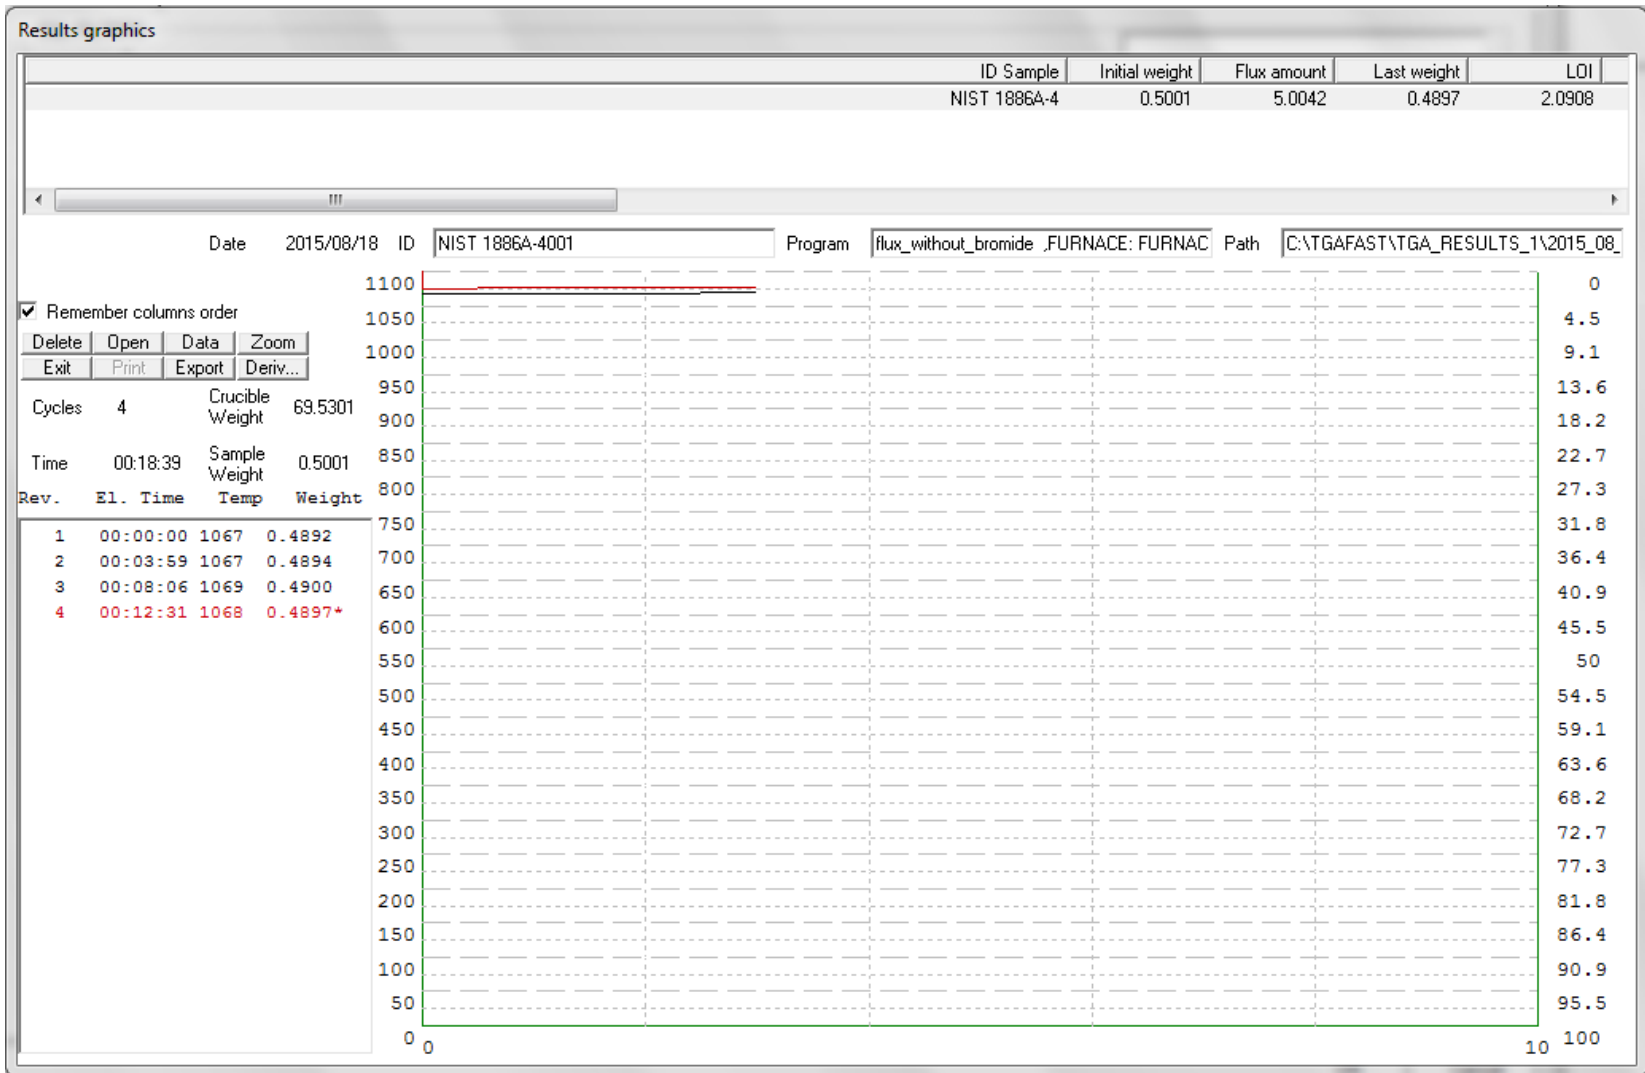 Results graphics
ID Sample Initial weight Flux amount Last weight LOI
NIST 1886A-4 0.5001 5.0042 0.4897 2.0908
Date 2015/08/18 ID NIST 1886A-4001 Program flux_without_bromide ,FURNACE: FURNAC Path C:\TGAFAST\TGA_RESULTS_1\2015_08_
Remember columns order
Delete Open Data Zoom
Exit Print Export Deriv...
Cycles 4 Crucible Weight 69.5301
Time 00:18:39 Sample Weight 0.5001
Rev. El. Time Temp Weight
1 00:00:00 1067 0.4892
2 00:03:59 1067 0.4894
3 00:08:06 1069 0.4900
4 00:12:31 1068 0.4897*
1100 0
1050 4.5
1000 9.1
950 13.6
900 18.2
850 22.7
800 27.3
750 31.8
700 36.4
650 40.9
600 45.5
550 50
500 54.5
450 59.1
400 63.6
350 68.2
300 72.7
250 77.3
200 81.8
150 86.4
100 90.9
50 95.5
0 100
0 10